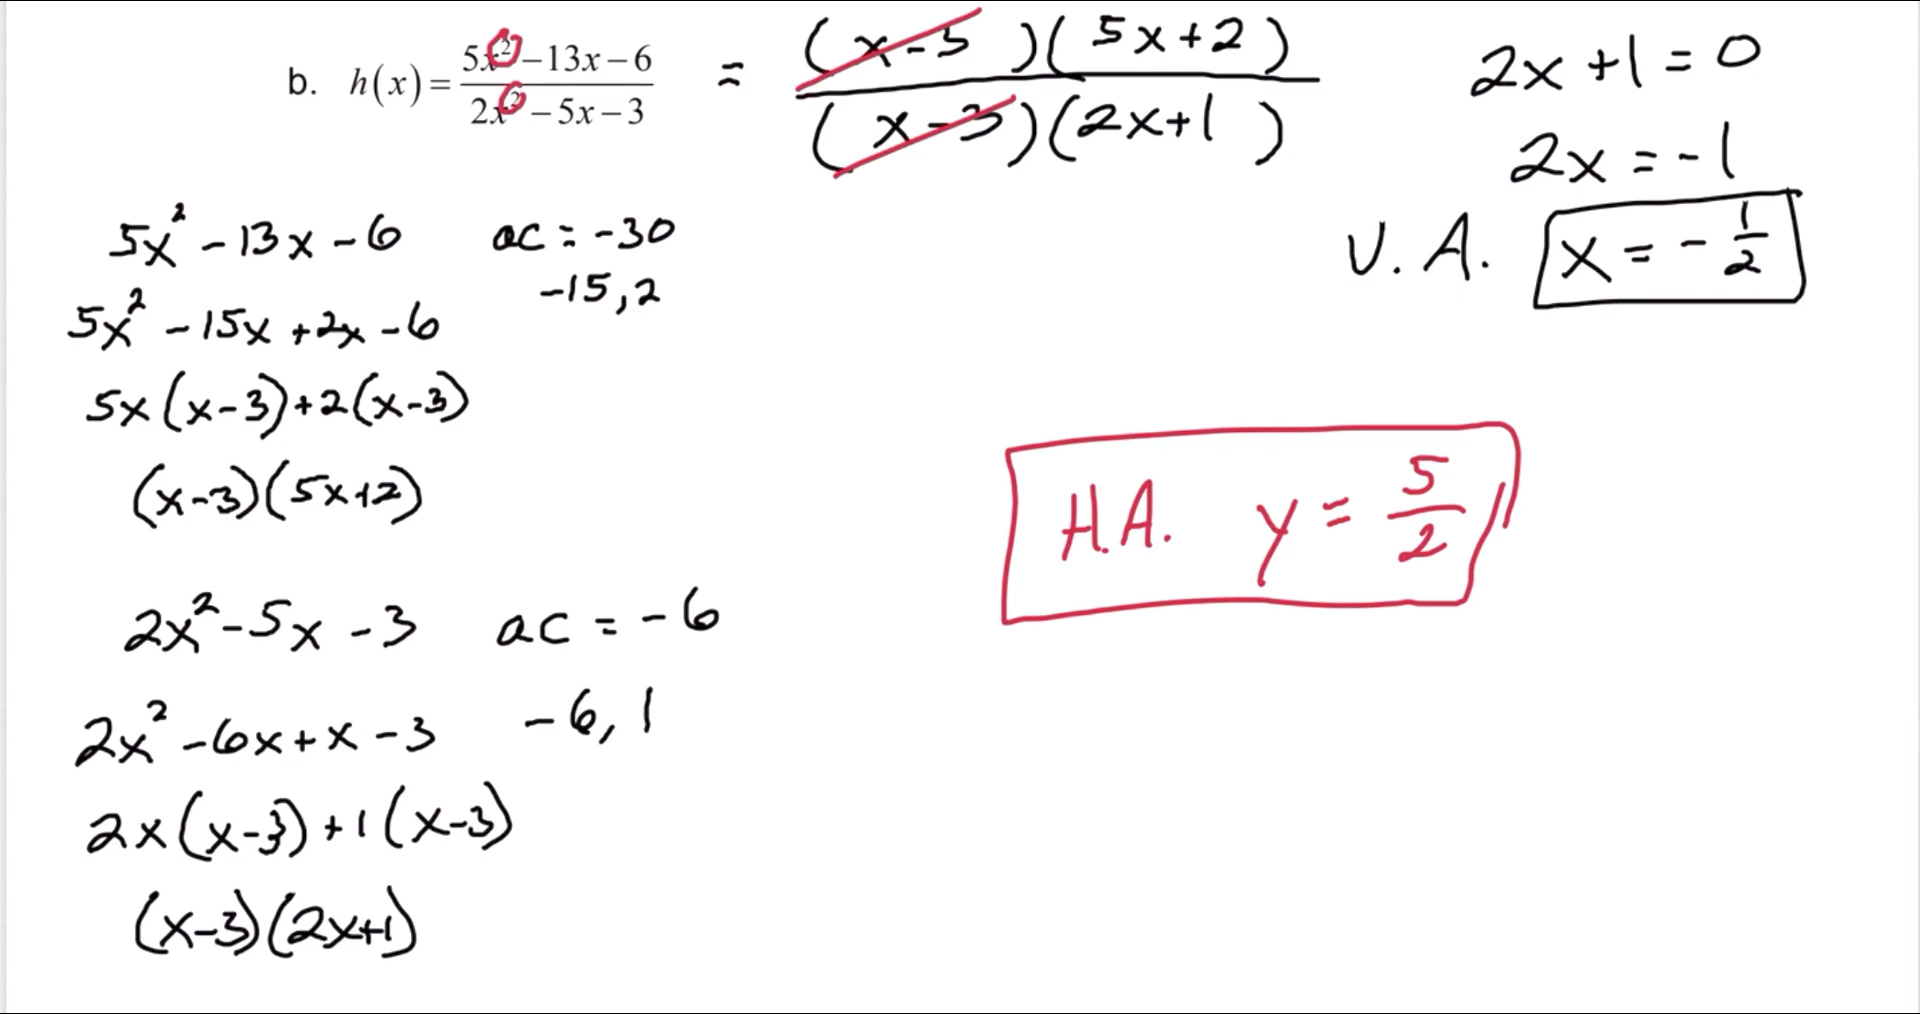 b. h(x) = (5x² − 13x − 6)/(2x² − 5x − 3) = (x-3)(5x+2)/(x-3)(2x+1)
2x+1 = 0
2x = -1
V.A. x = -1/2
5x² - 13x - 6 ac = -30
-15, 2
5x² - 15x + 2x - 6
5x(x-3)+2(x-3)
(x-3)(5x+2)
H.A. y = 5/2
2x² - 5x - 3 ac = -6
2x² - 6x + x - 3 -6, 1
2x(x-3)+1(x-3)
(x-3)(2x+1)